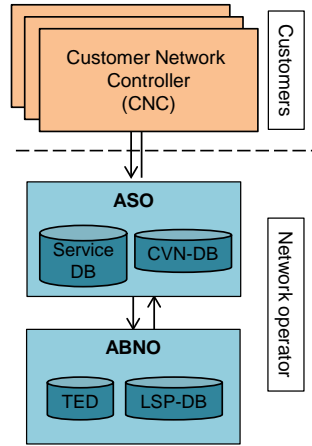 Customer Network
Controller
(CNC)
Customers
ASO
Service
DB
CVN-DB
Network operator
ABNO
TED
LSP-DB